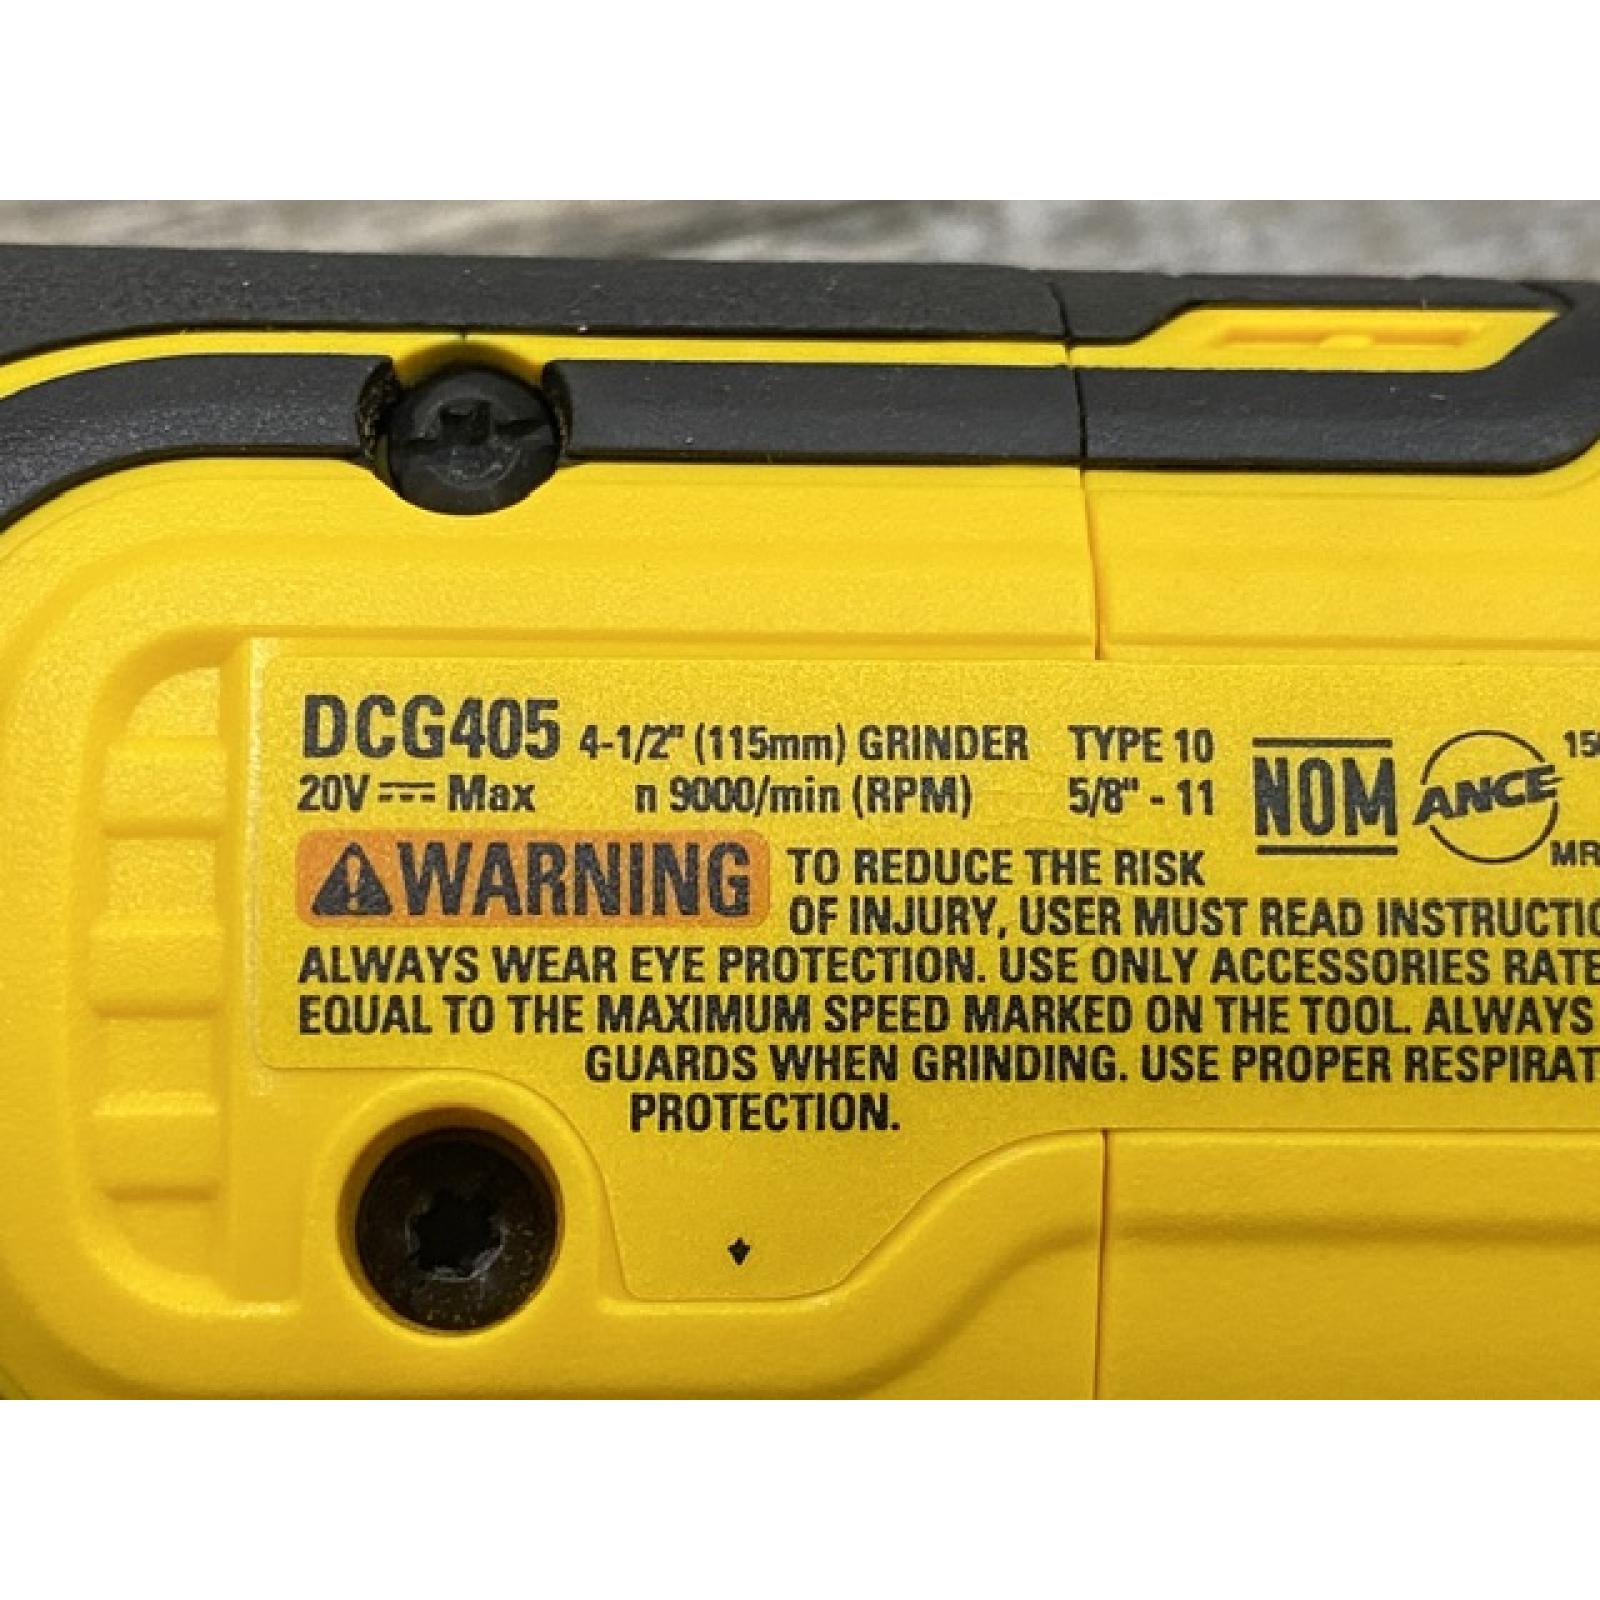 DCG405 4-1/2" (115mm) GRINDER TYPE 10
20V ⎓ Max n 9000/min (RPM) 5/8" - 11
NOM
ANCE
WARNING TO REDUCE THE RISK
OF INJURY, USER MUST READ
ALWAYS WEAR EYE PROTECTION. USE ONLY ACCESSORIES
EQUAL TO THE MAXIMUM SPEED MARKED ON THE TOOL. ALWAYS
GUARDS WHEN GRINDING. USE PROPER
PROTECTION.